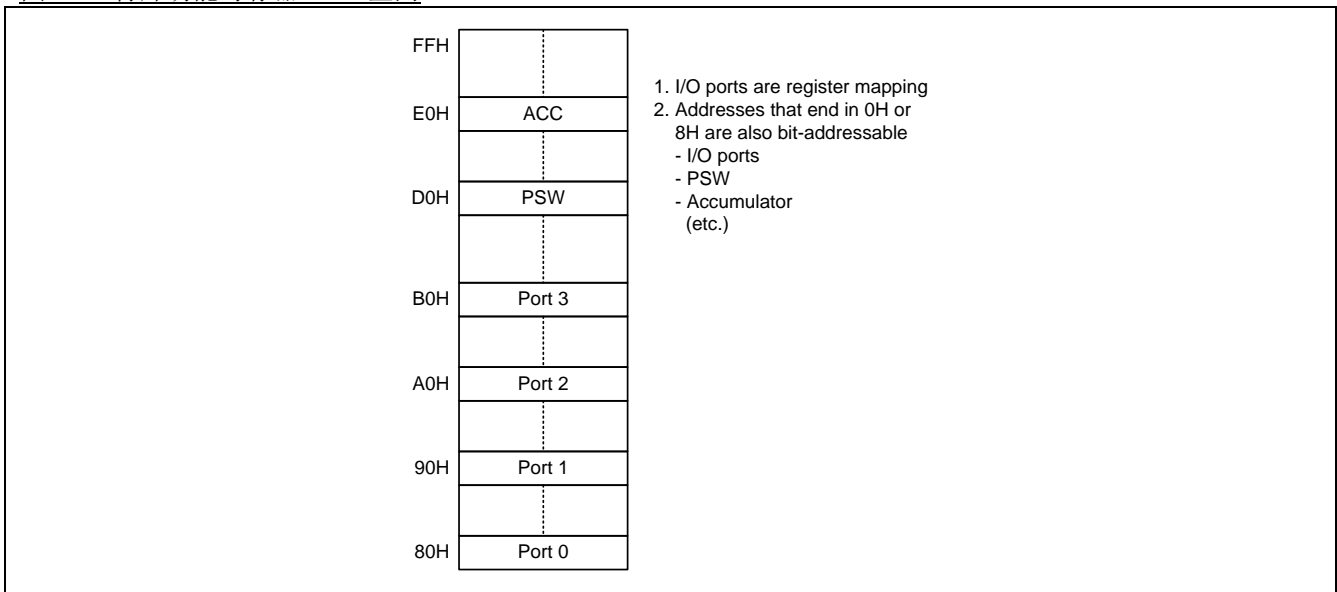 FFH
1. I/O ports are register mapping
2. Addresses that end in 0H or
8H are also bit-addressable
- I/O ports
- PSW
- Accumulator
(etc.)
E0H ACC
D0H PSW
B0H Port 3
A0H Port 2
90H Port 1
80H Port 0